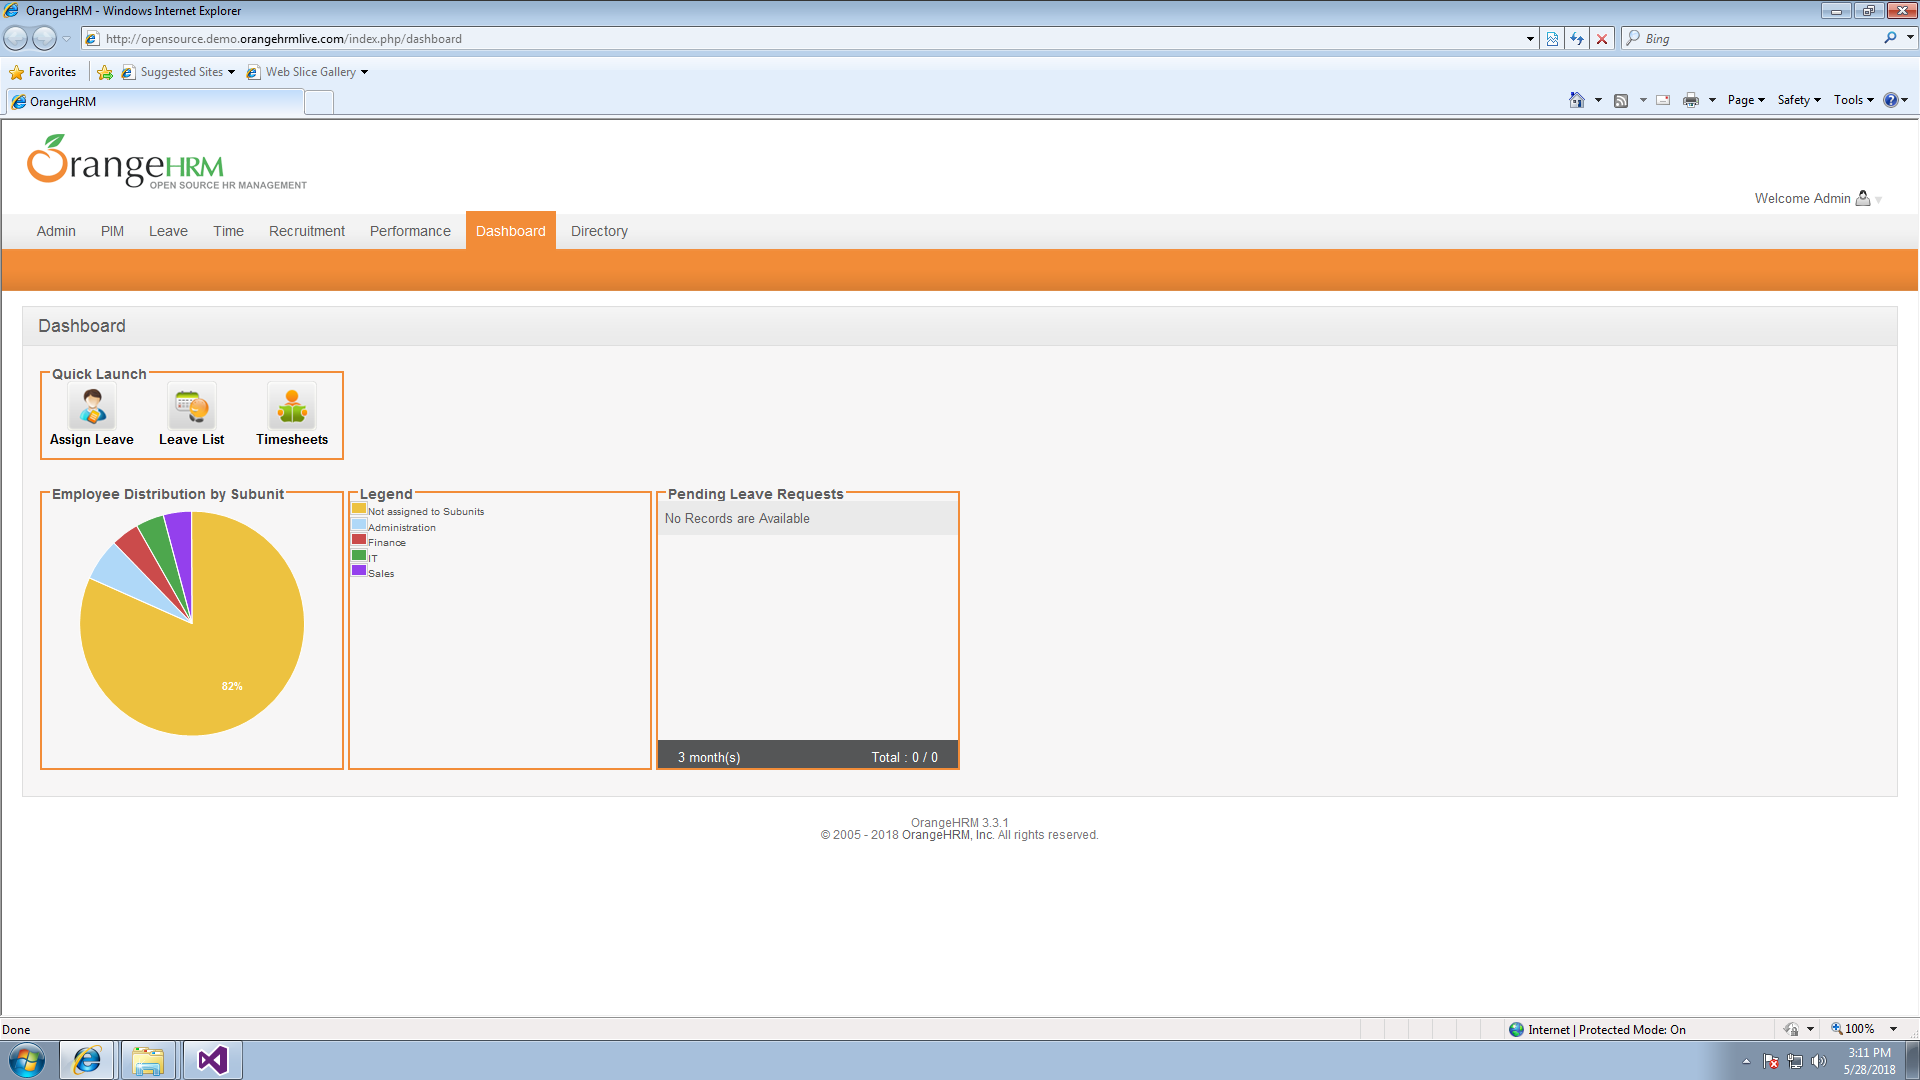 OrangeHRM - Windows Internet Explorer
http://opensource.demo.orangehrmlive.com/index.php/dashboard
Bing
Favorites
Suggested Sites
Web Slice Gallery
OrangeHRM
Page
Safety
Tools
OrangeHRM
OPEN SOURCE HR MANAGEMENT
Welcome Admin
Admin
PIM
Leave
Time
Recruitment
Performance
Dashboard
Directory
Dashboard
Quick Launch
Assign Leave
Leave List
Timesheets
Employee Distribution by Subunit
82%
Legend
Not assigned to Subunits
Administration
Finance
IT
Sales
Pending Leave Requests
No Records are Available
3 month(s)
Total : 0 / 0
OrangeHRM 3.3.1
© 2005 - 2018 OrangeHRM, Inc. All rights reserved.
Done
Internet | Protected Mode: On
100%
3:11 PM
5/28/2018